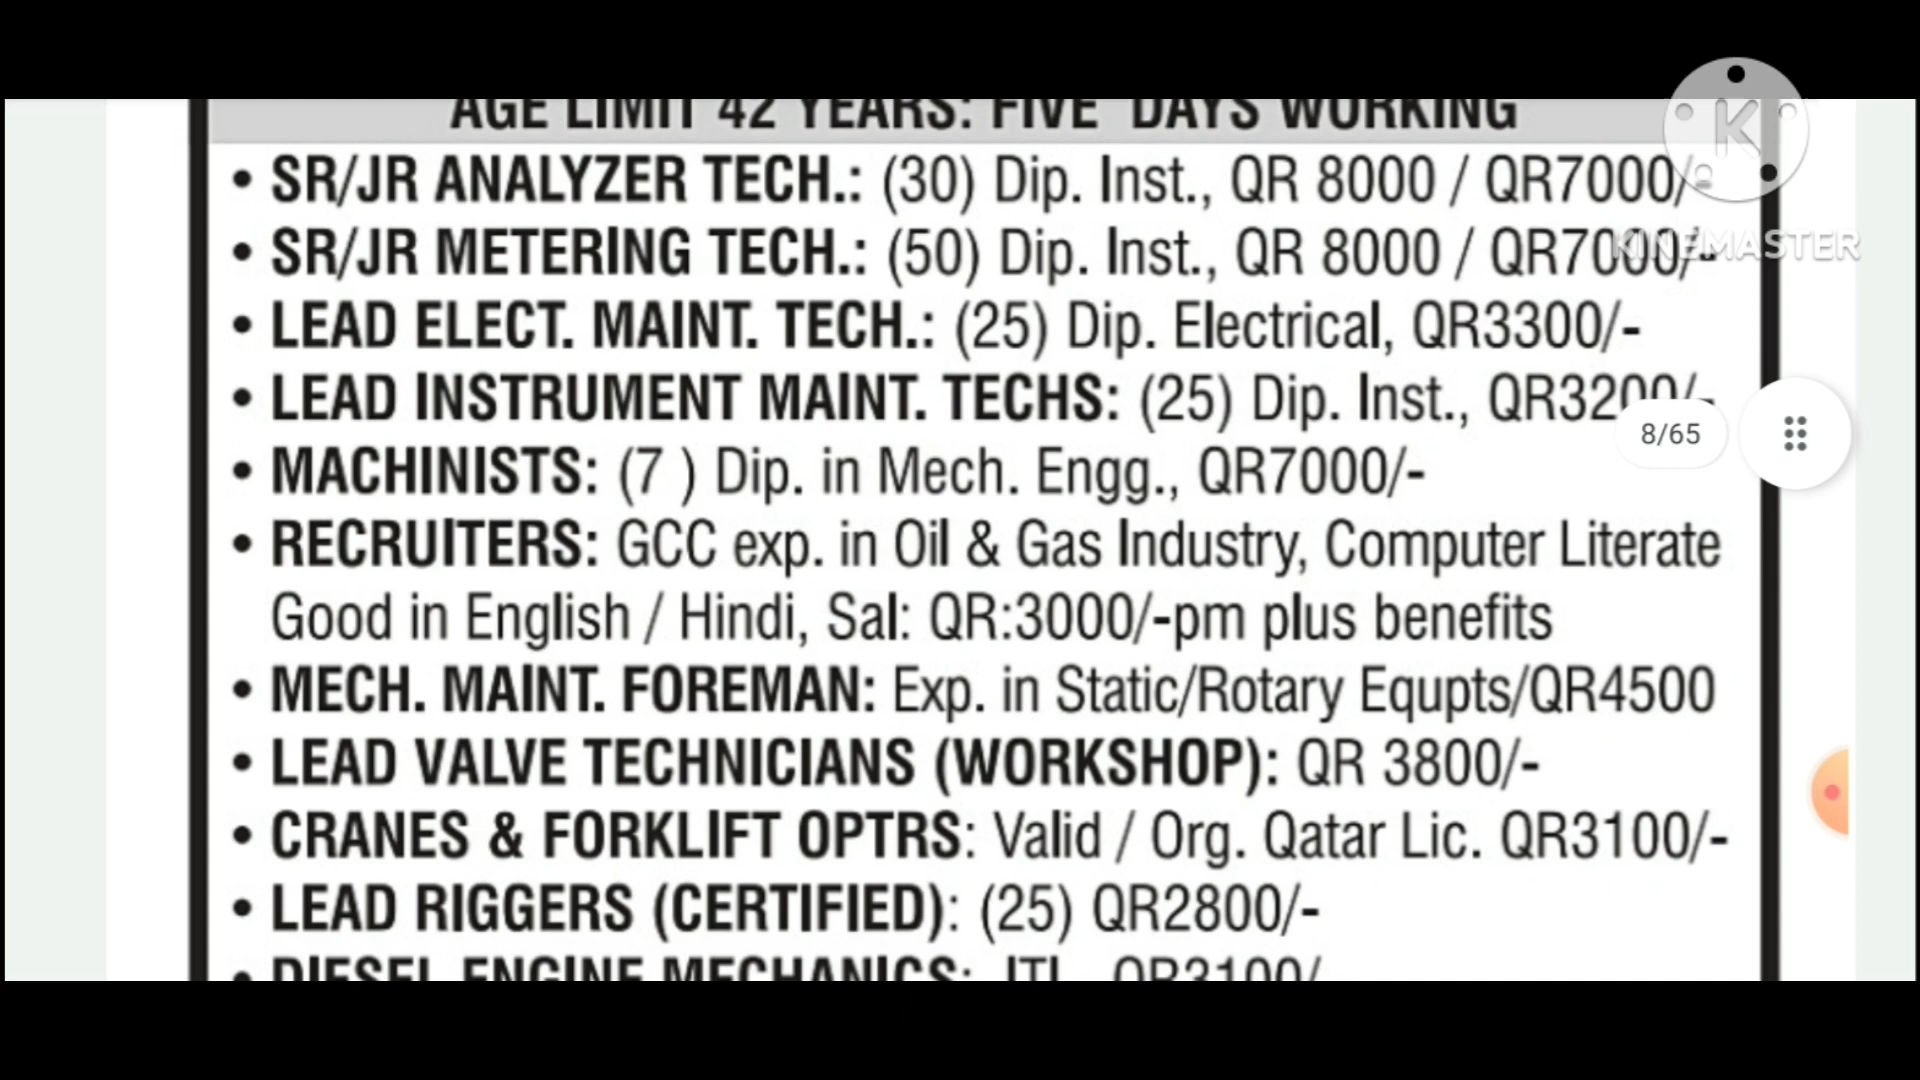 AGE LIMIT 42 YEARS: FIVE DAYS WORKING
• SR/JR ANALYZER TECH.: (30) Dip. Inst., QR 8000 / QR7000/-
• SR/JR METERING TECH.: (50) Dip. Inst., QR 8000 / QR7000/-
• LEAD ELECT. MAINT. TECH.: (25) Dip. Electrical, QR3300/-
• LEAD INSTRUMENT MAINT. TECHS: (25) Dip. Inst., QR3200/-
• MACHINISTS: (7 ) Dip. in Mech. Engg., QR7000/-
• RECRUITERS: GCC exp. in Oil & Gas Industry, Computer Literate
Good in English / Hindi, Sal: QR:3000/-pm plus benefits
• MECH. MAINT. FOREMAN: Exp. in Static/Rotary Equpts/QR4500
• LEAD VALVE TECHNICIANS (WORKSHOP): QR 3800/-
• CRANES & FORKLIFT OPTRS: Valid / Org. Qatar Lic. QR3100/-
• LEAD RIGGERS (CERTIFIED): (25) QR2800/-
• DIESEL ENGINE MECHANICS: ITI., QR3100/
K
KINEMASTER
8/65